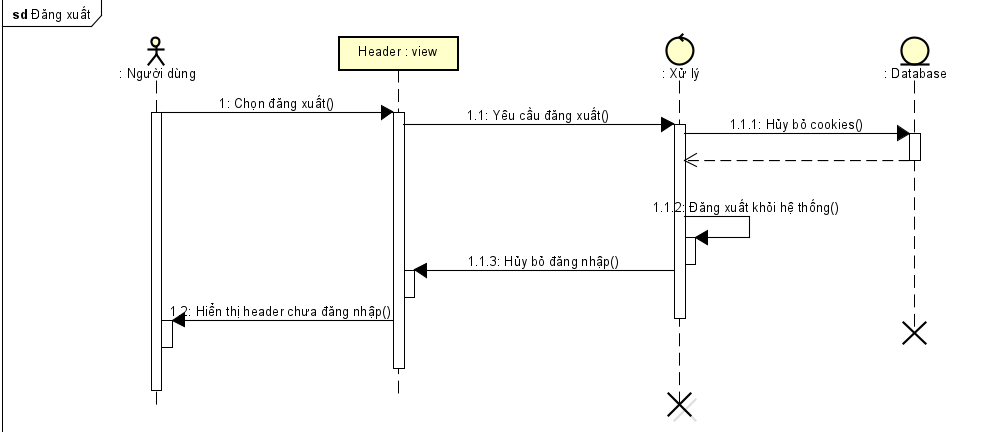 sd Đăng xuất
: Người dùng
Header : view
: Xử lý
: Database
1: Chọn đăng xuất()
1.1: Yêu cầu đăng xuất()
1.1.1: Hủy bỏ cookies()
1.1.2: Đăng xuất khỏi hệ thống()
1.1.3: Hủy bỏ đăng nhập()
1.2: Hiển thị header chưa đăng nhập()